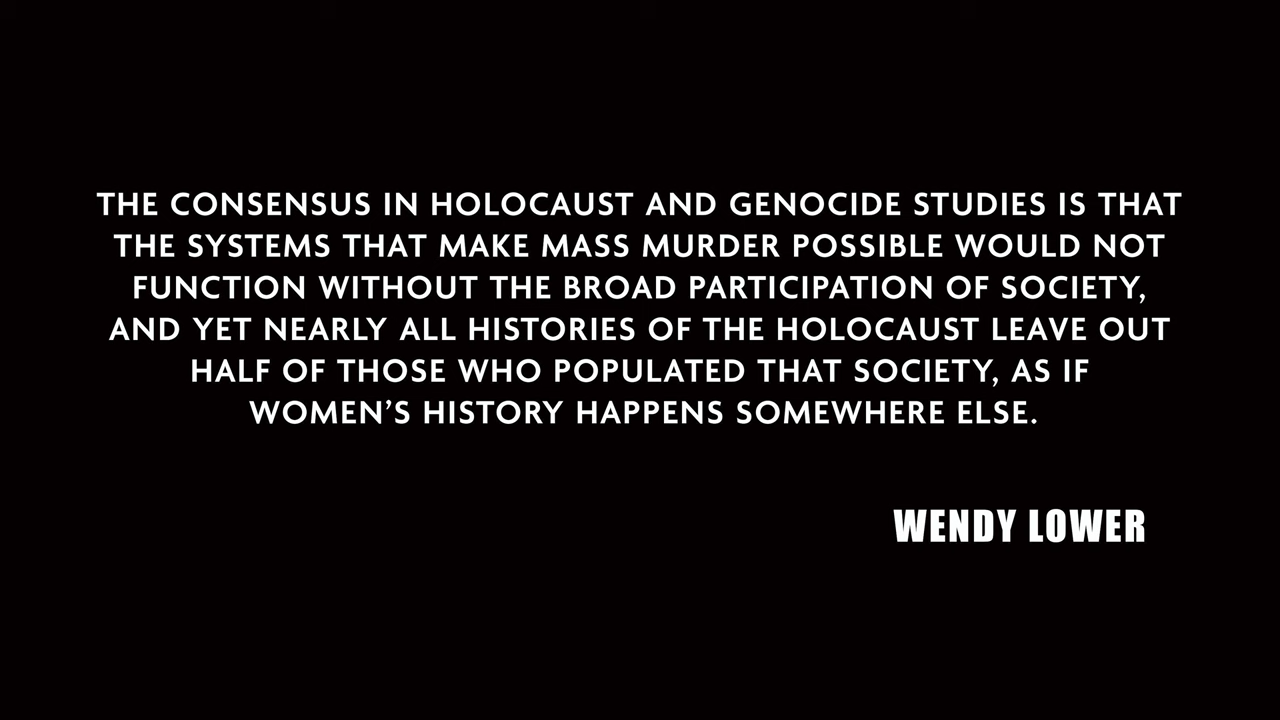 THE CONSENSUS IN HOLOCAUST AND GENOCIDE STUDIES IS THAT
THE SYSTEMS THAT MAKE MASS MURDER POSSIBLE WOULD NOT
FUNCTION WITHOUT THE BROAD PARTICIPATION OF SOCIETY,
AND YET NEARLY ALL HISTORIES OF THE HOLOCAUST LEAVE OUT
HALF OF THOSE WHO POPULATED THAT SOCIETY, AS IF
WOMEN’S HISTORY HAPPENS SOMEWHERE ELSE.
WENDY LOWER